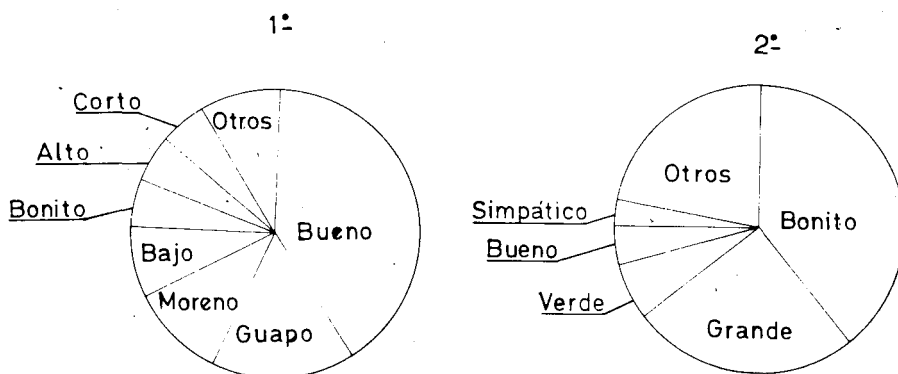 1º
2º
Corto
Otros
Alto
Bonito
Bueno
Bajo
Moreno
Guapo
Otros
Simpático
Bonito
Bueno
Verde
Grande